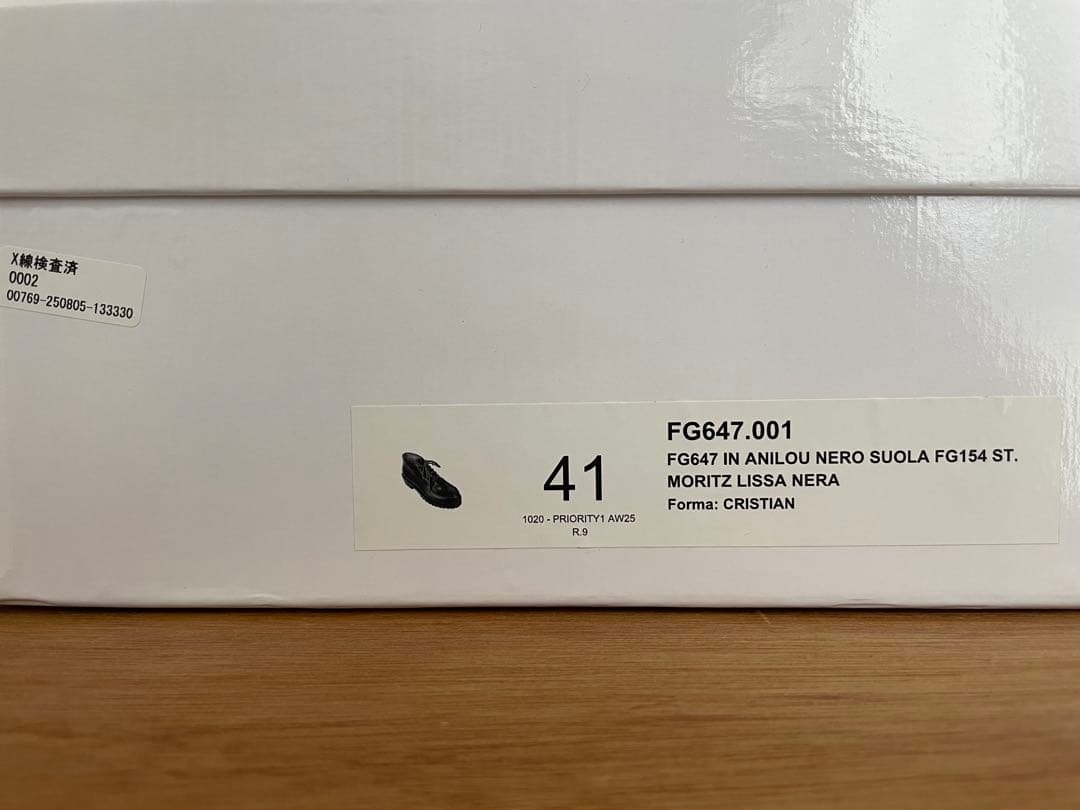 X線検査済
0002
00769-250805-133330
41
1020 - PRIORITY1 AW25
R.9
FG647.001
FG647 IN ANILOU NERO SUOLA FG154 ST.
MORITZ LISSA NERA
Forma: CRISTIAN